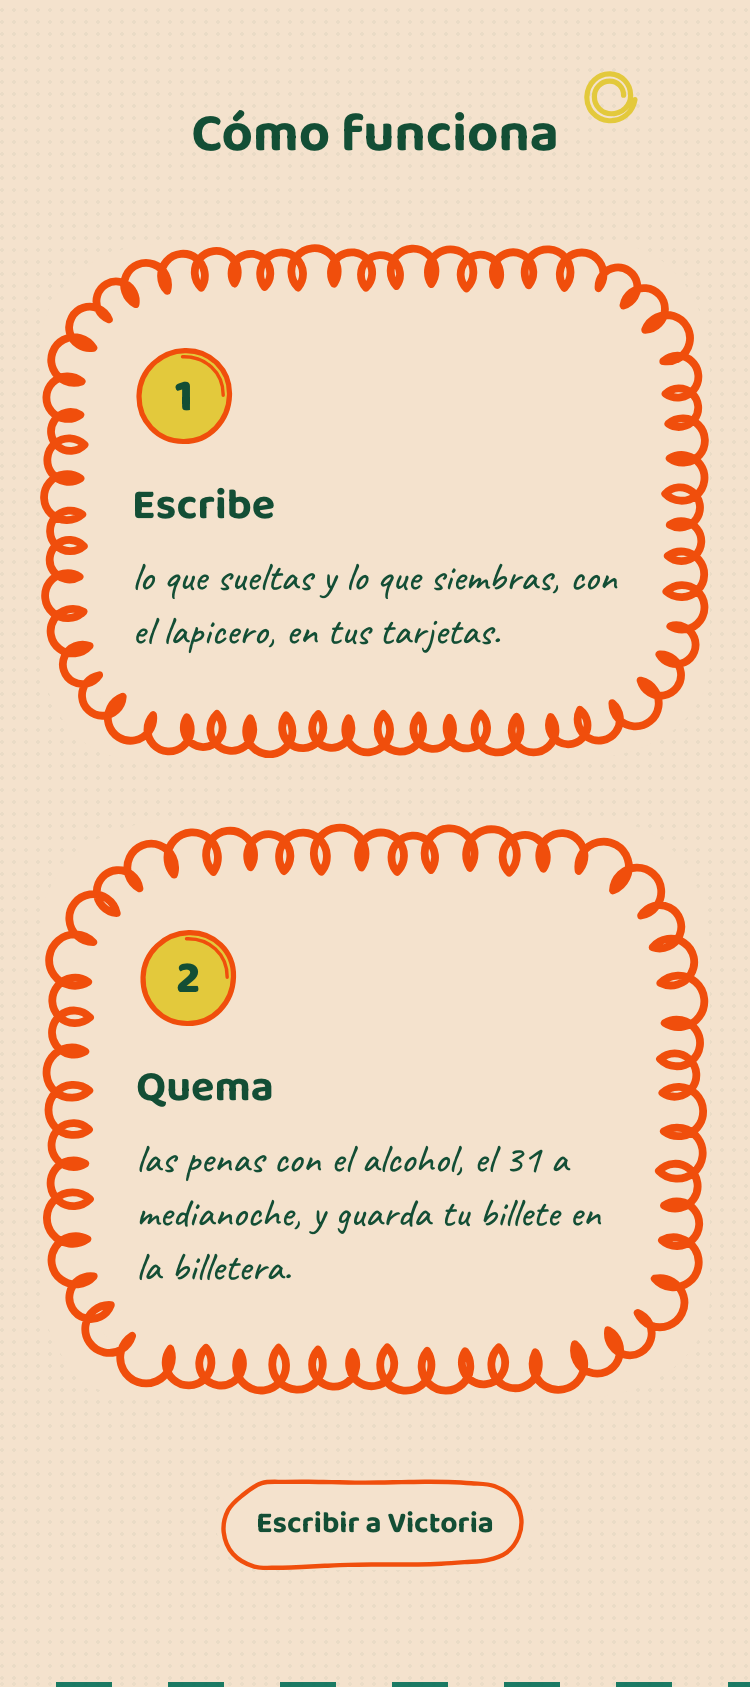 Cómo funciona
1
Escribe
lo que sueltas y lo que siembras, con
el lapicero, en tus tarjetas.
2
Quema
las penas con el alcohol, el 31 a
medianoche, y guarda tu billete en
la billetera.
Escribir a Victoria